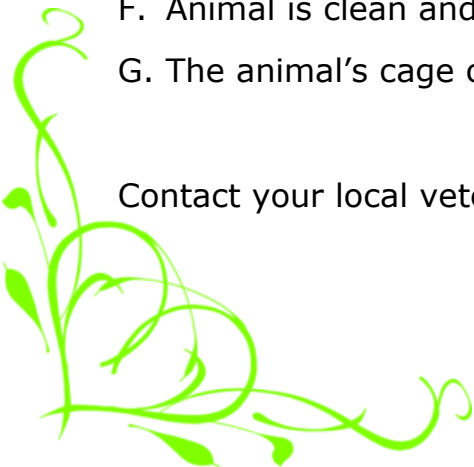 F. Animal is clean and
G. The animal's cage
Contact your local